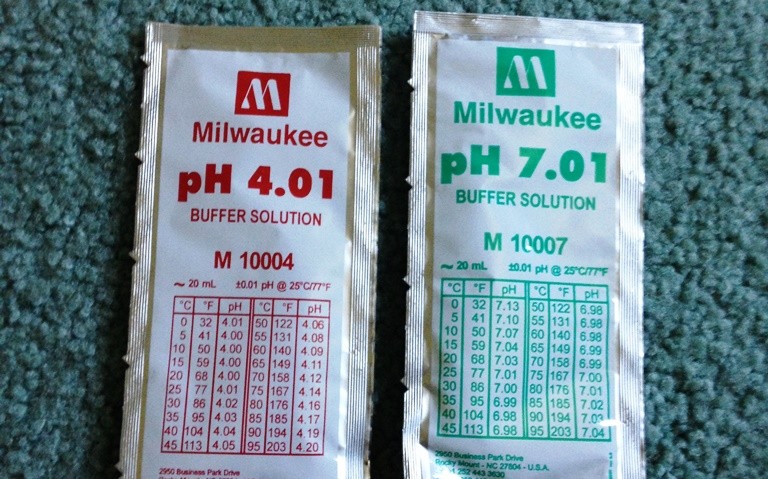 Milwaukee
pH 4.01
BUFFER SOLUTION
M 10004
~ 20 mL ±0.01 pH @ 25°C/77°F
°C °F pH °C °F pH
0 32 4.01 50 122 4.06
5 41 4.00 55 131 4.08
10 50 4.00 60 140 4.09
15 59 4.00 65 149 4.11
20 68 4.00 70 158 4.12
25 77 4.01 75 167 4.14
30 86 4.02 80 176 4.16
35 95 4.03 85 185 4.17
40 104 4.04 90 194 4.19
45 113 4.05 95 203 4.20
2950 Business Park Drive
Milwaukee
pH 7.01
BUFFER SOLUTION
M 10007
~ 20 mL ±0.01 pH @ 25°C/77°F
°C °F pH °C °F pH
0 32 7.13 50 122 6.98
5 41 7.10 55 131 6.98
10 50 7.07 60 140 6.98
15 59 7.04 65 149 6.99
20 68 7.03 70 158 6.99
25 77 7.01 75 167 7.00
30 86 7.00 80 176 7.01
35 95 6.99 85 185 7.02
40 104 6.98 90 194 7.03
45 113 6.98 95 203 7.04
2950 Business Park Drive
Rocky Mount - NC 27804 - U.S.A.
252 443 3630